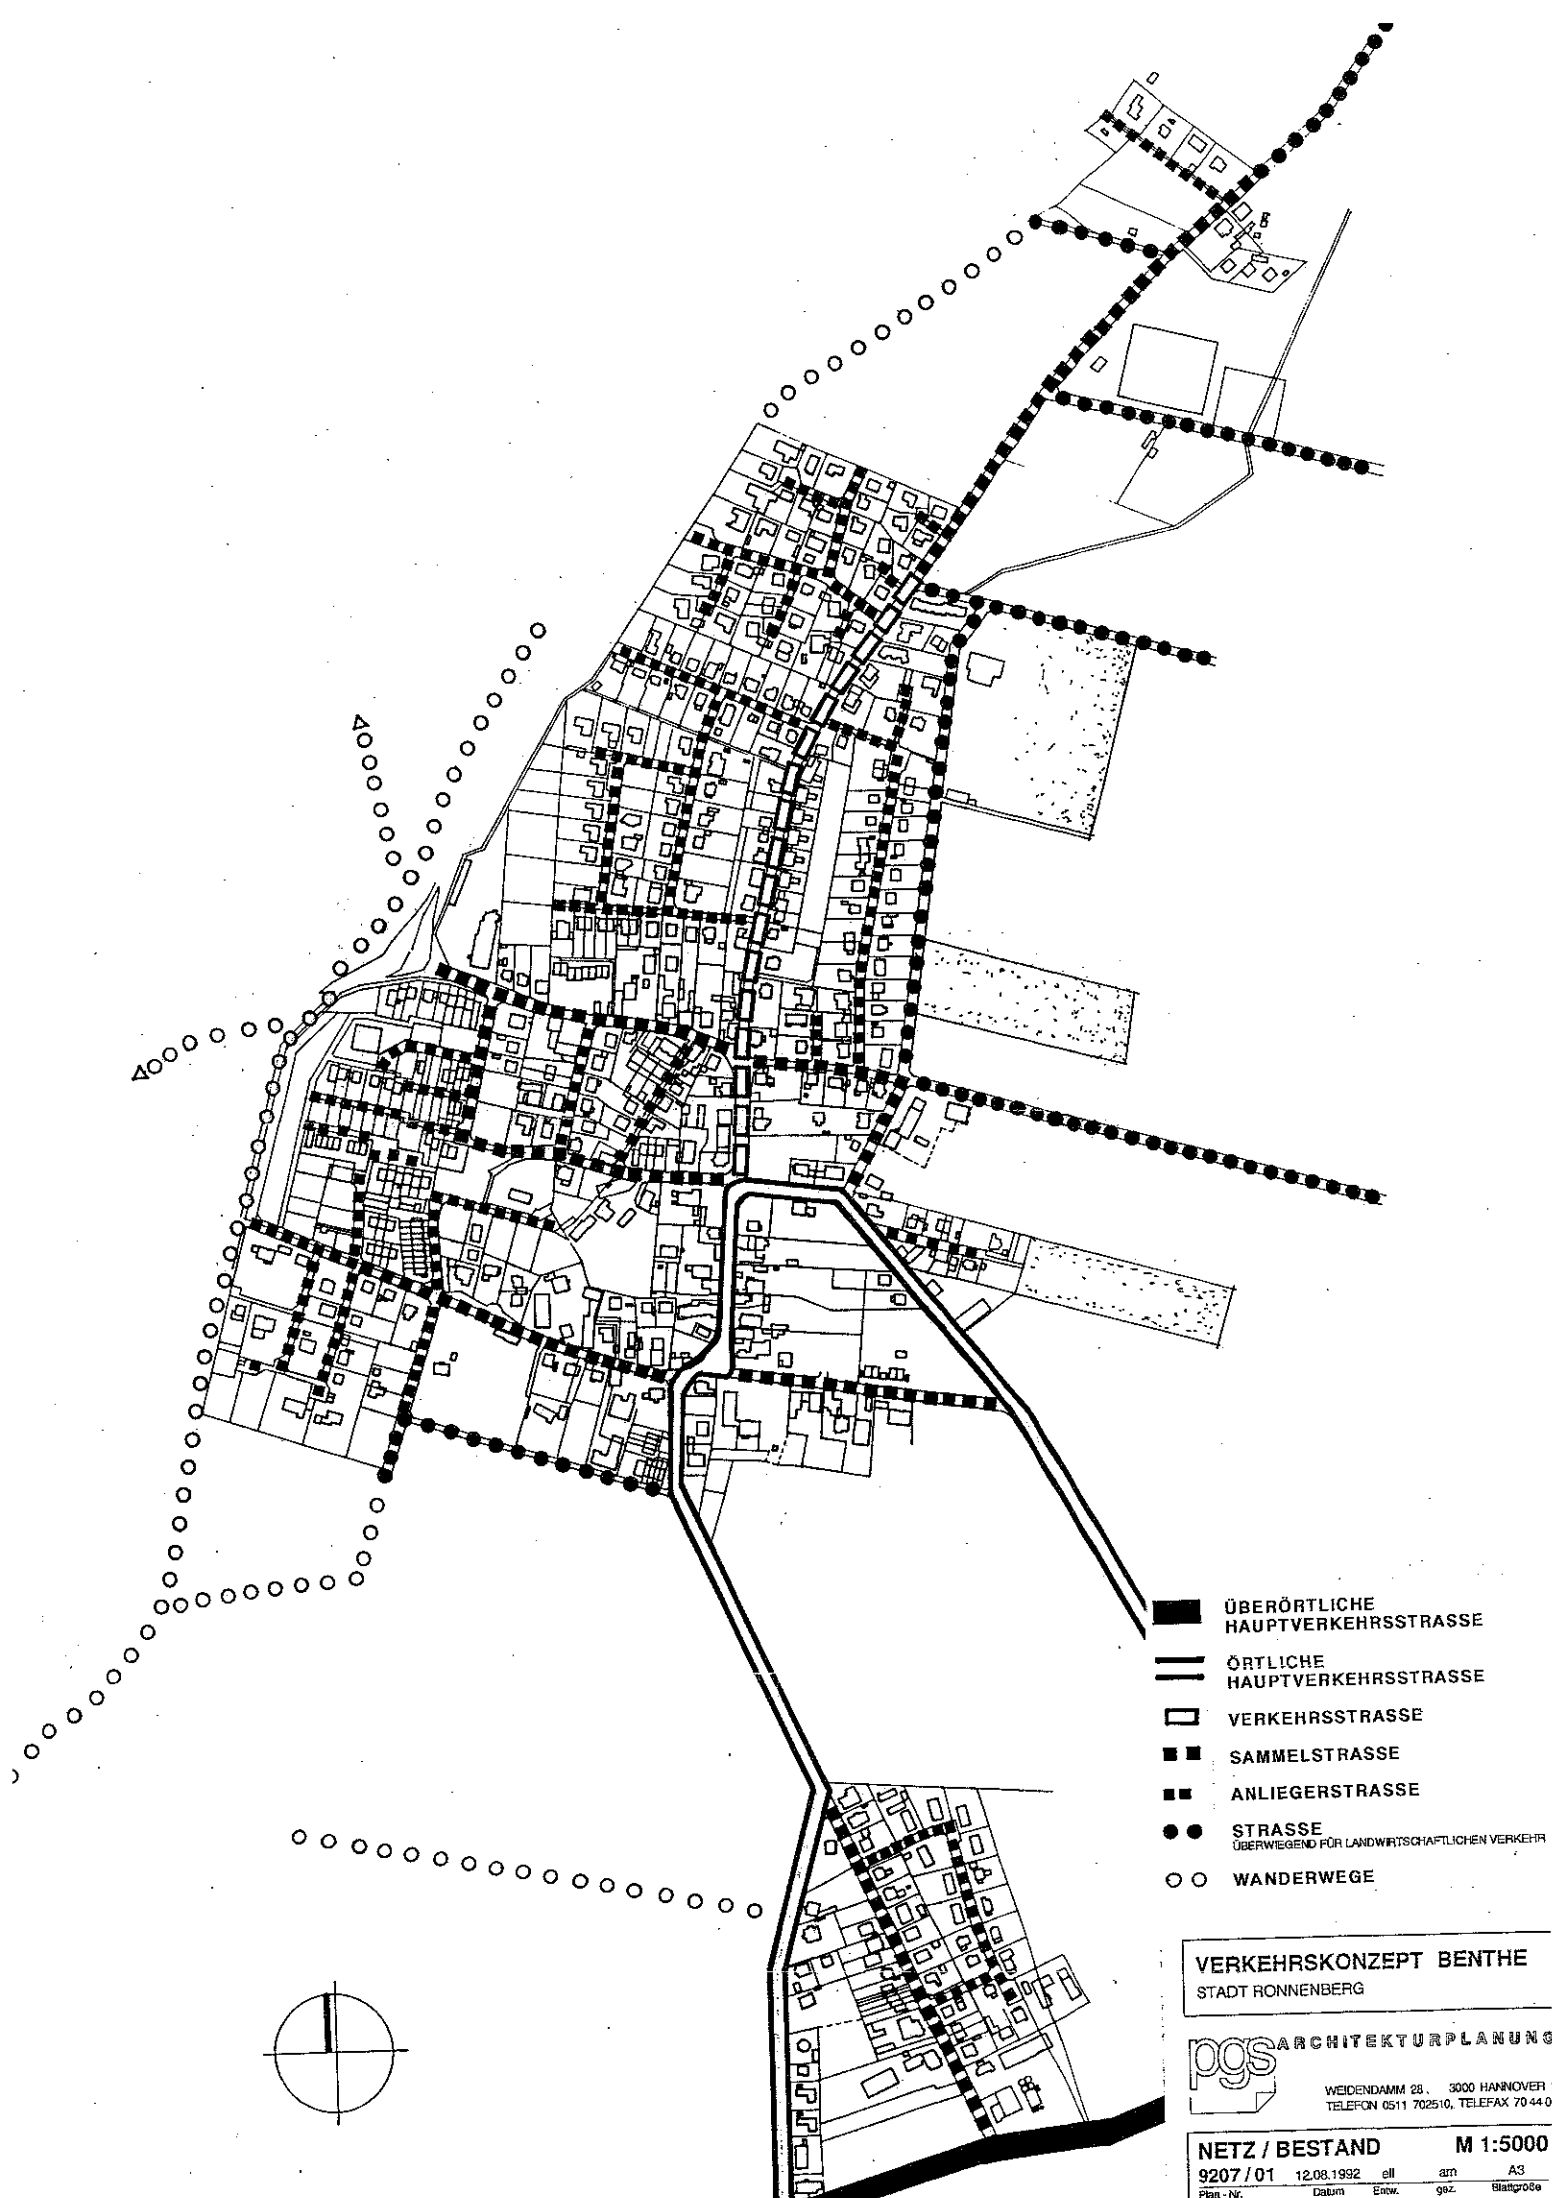 ÜBERÖRTLICHE
HAUPTVERKEHRSSTRASSE
ÖRTLICHE
HAUPTVERKEHRSSTRASSE
VERKEHRSSTRASSE
SAMMELSTRASSE
ANLIEGERSTRASSE
STRASSE
ÜBERWIEGEND FÜR LANDWIRTSCHAFTLICHEN VERKEHR
WANDERWEGE
VERKEHRSKONZEPT BENTHE
STADT RONNENBERG
pgs ARCHITEKTURPLANUNG
WEIDENDAMM 28, 3000 HANNOVER
TELEFON 0511 702510, TELEFAX 70 44 0
NETZ / BESTAND M 1:5000
9207 / 01 12.08.1992 ell am A3
Plan - Nr. Datum Entw. gez. Blattgröße